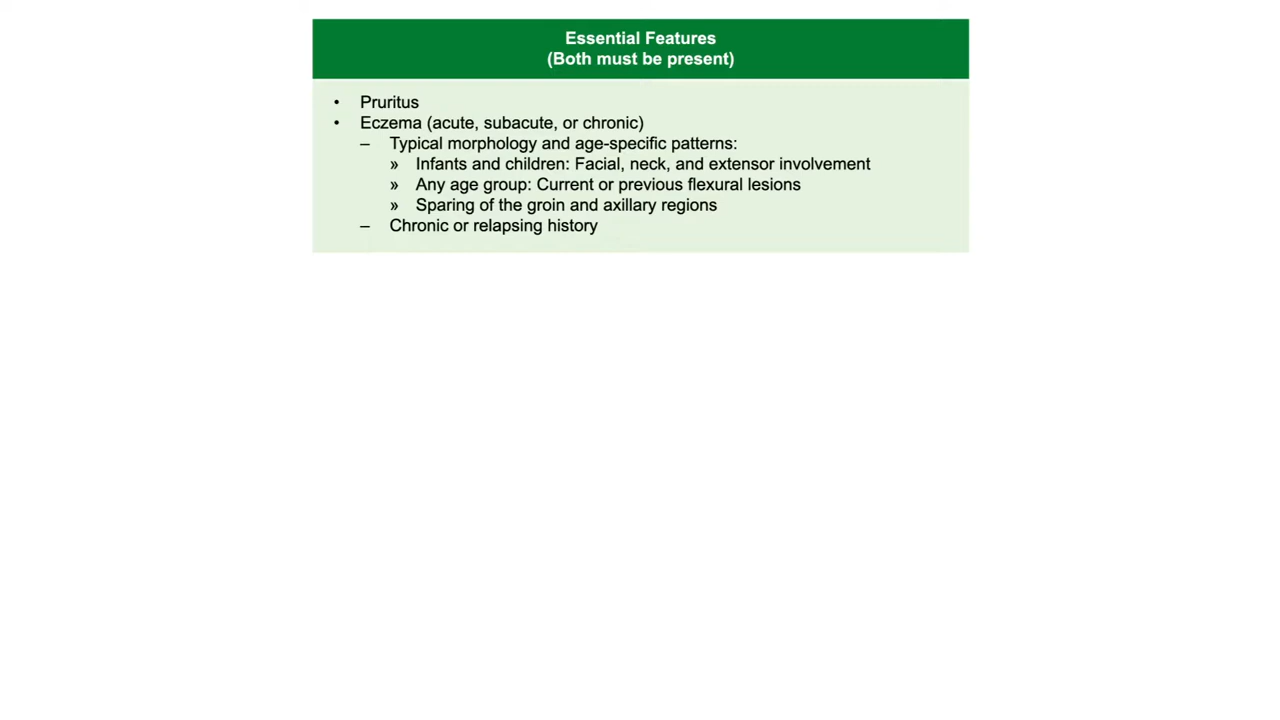 Essential Features
(Both must be present)
• Pruritus
• Eczema (acute, subacute, or chronic)
– Typical morphology and age-specific patterns:
» Infants and children: Facial, neck, and extensor involvement
» Any age group: Current or previous flexural lesions
» Sparing of the groin and axillary regions
– Chronic or relapsing history